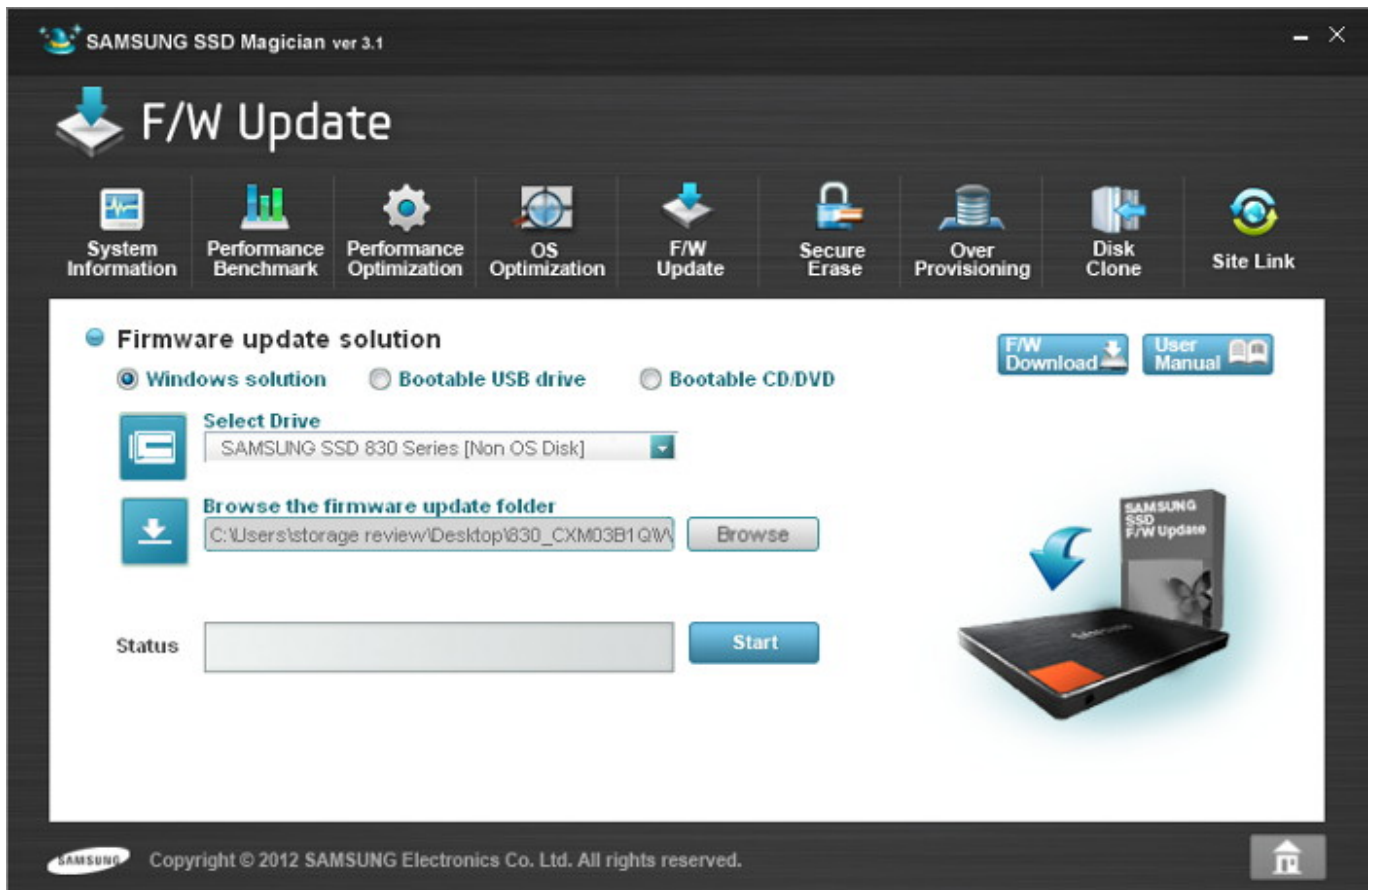 SAMSUNG SSD Magician ver 3.1
F/W Update
System Information
Performance Benchmark
Performance Optimization
OS Optimization
F/W Update
Secure Erase
Over Provisioning
Disk Clone
Site Link
Firmware update solution
F/W Download
User Manual
Windows solution
Bootable USB drive
Bootable CD/DVD
Select Drive
SAMSUNG SSD 830 Series [Non OS Disk]
Browse the firmware update folder
C:\Users\storage review\Desktop\830_CXM03B1Q\W
Browse
SAMSUNG
SSD
F/W Update
SAMSUNG
Status
Start
SAMSUNG
Copyright © 2012 SAMSUNG Electronics Co. Ltd. All rights reserved.